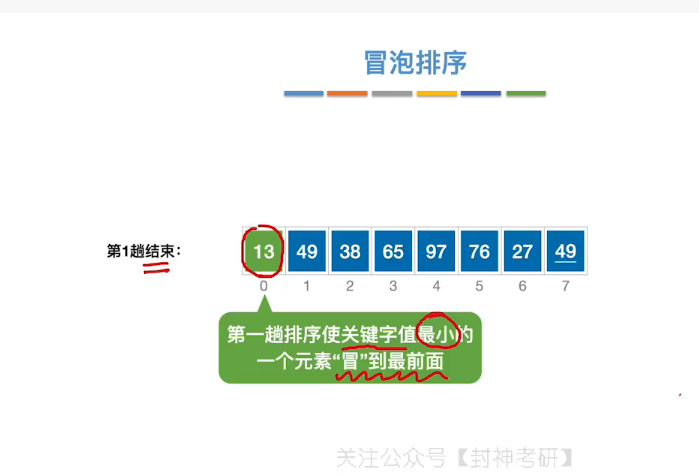 冒泡排序
第1趟结束：
13 49 38 65 97 76 27 49
0 1 2 3 4 5 6 7
第一趟排序使关键字值最小的
一个元素“冒”到最前面
关注公众号【封神考研】